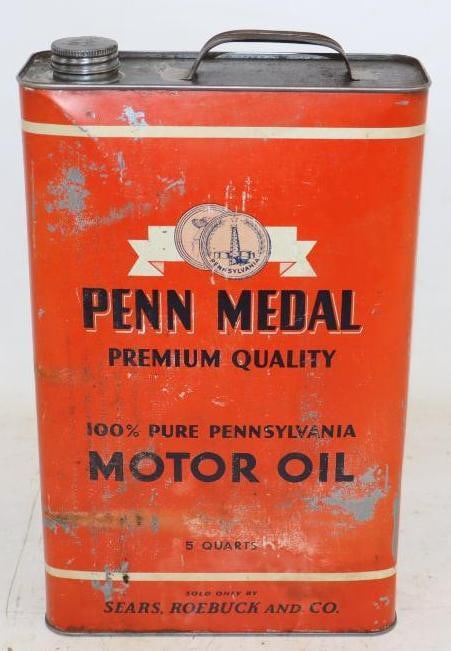 PENNSYLVANIA
PENN MEDAL
PREMIUM QUALITY
100% PURE PENNSYLVANIA
MOTOR OIL
5 QUARTS
SOLD ONLY BY
SEARS, ROEBUCK AND CO.